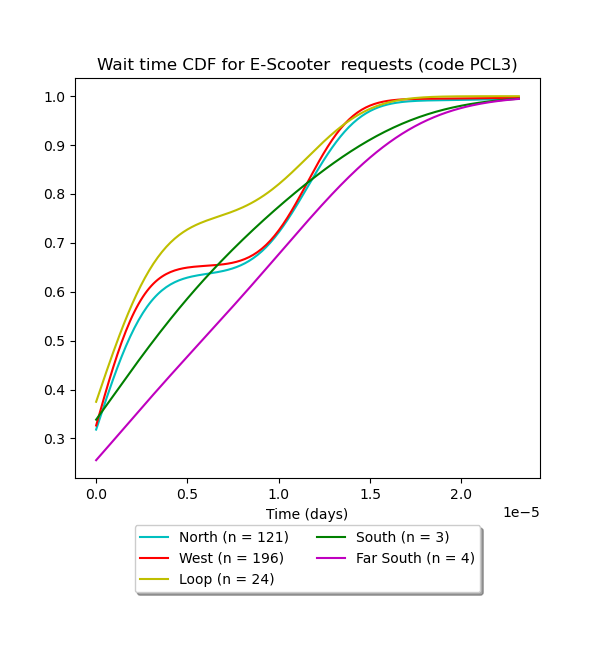 Wait time CDF for E-Scooter  requests (code PCL3)
1.0
0.9
0.8
0.7
0.6
0.5
0.4
0.3
0.0 0.5 1.0 1.5 2.0
1e−5
Time (days)
North (n = 121)
West (n = 196)
Loop (n = 24)
South (n = 3)
Far South (n = 4)